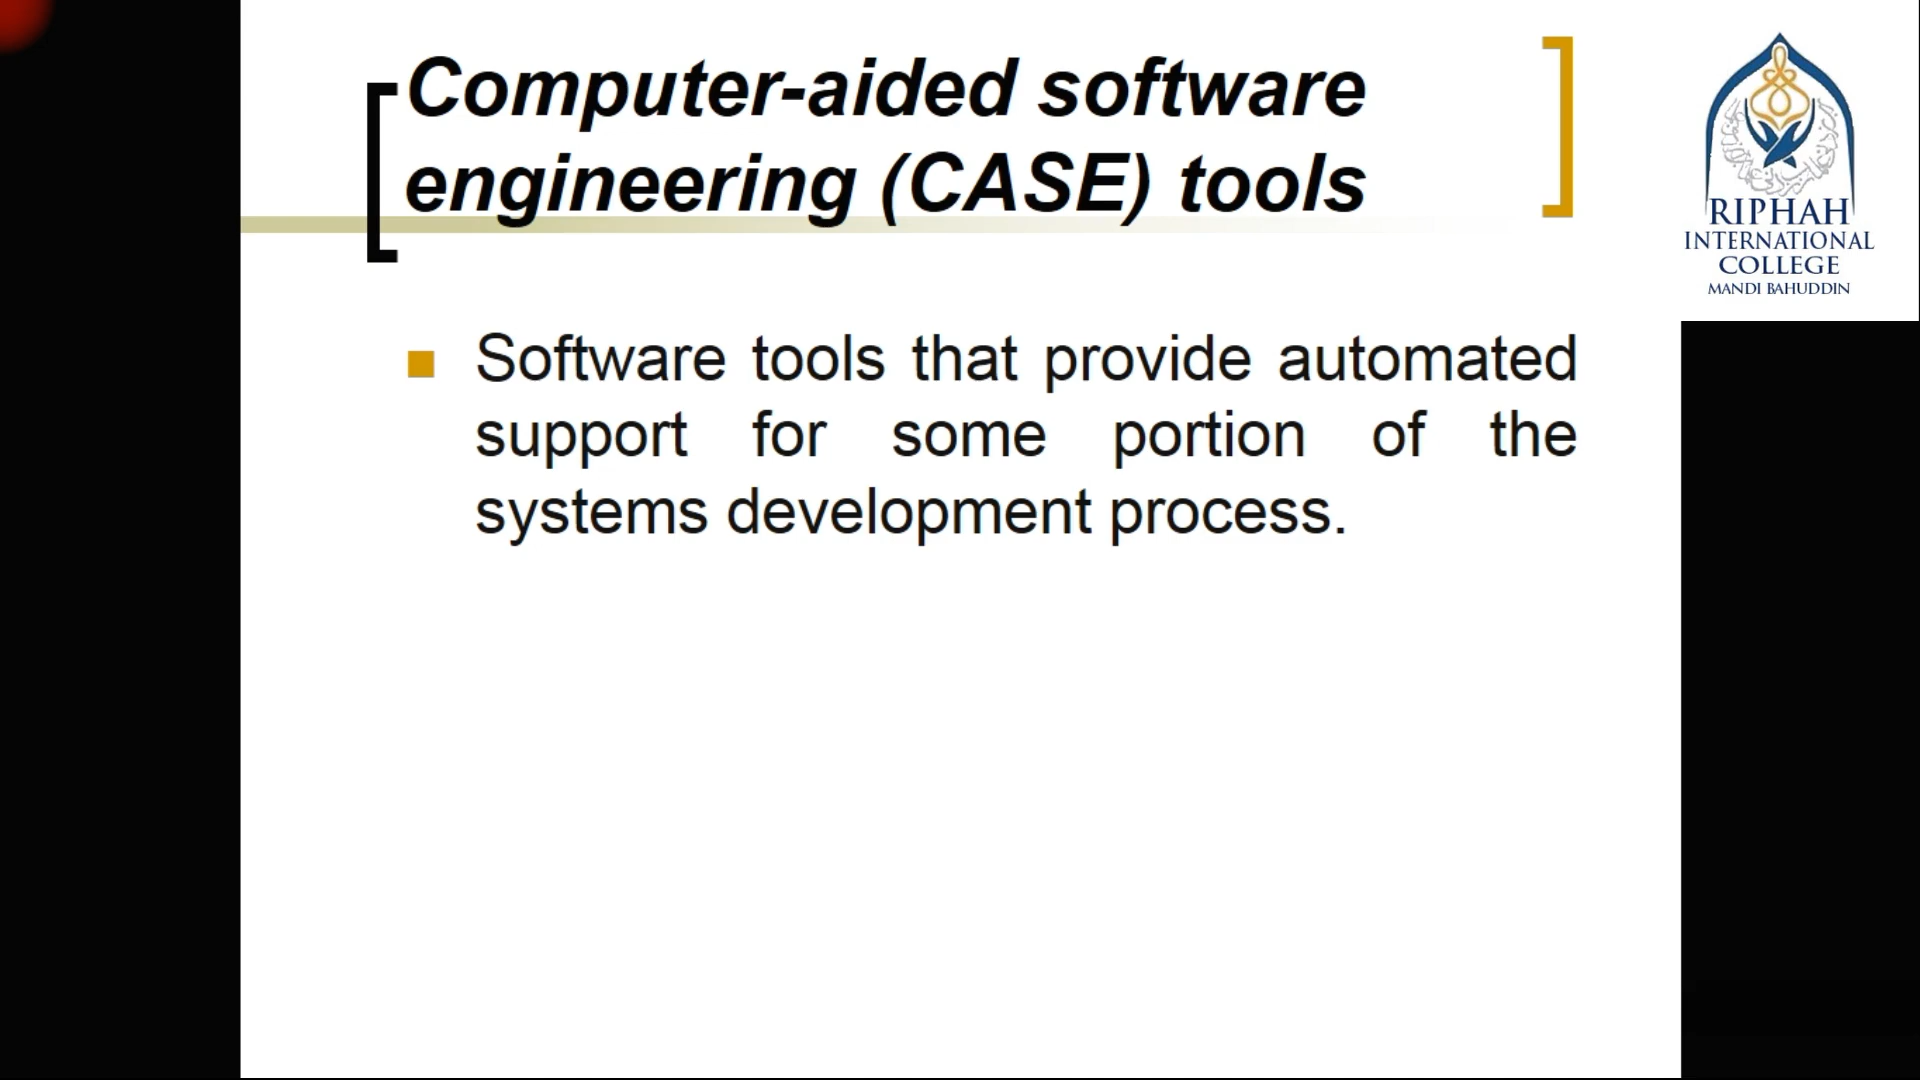 Computer-aided software
engineering (CASE) tools
RIPHAH
INTERNATIONAL
COLLEGE
MANDI BAHUDDIN
Software tools that provide automated
support for some portion of the
systems development process.